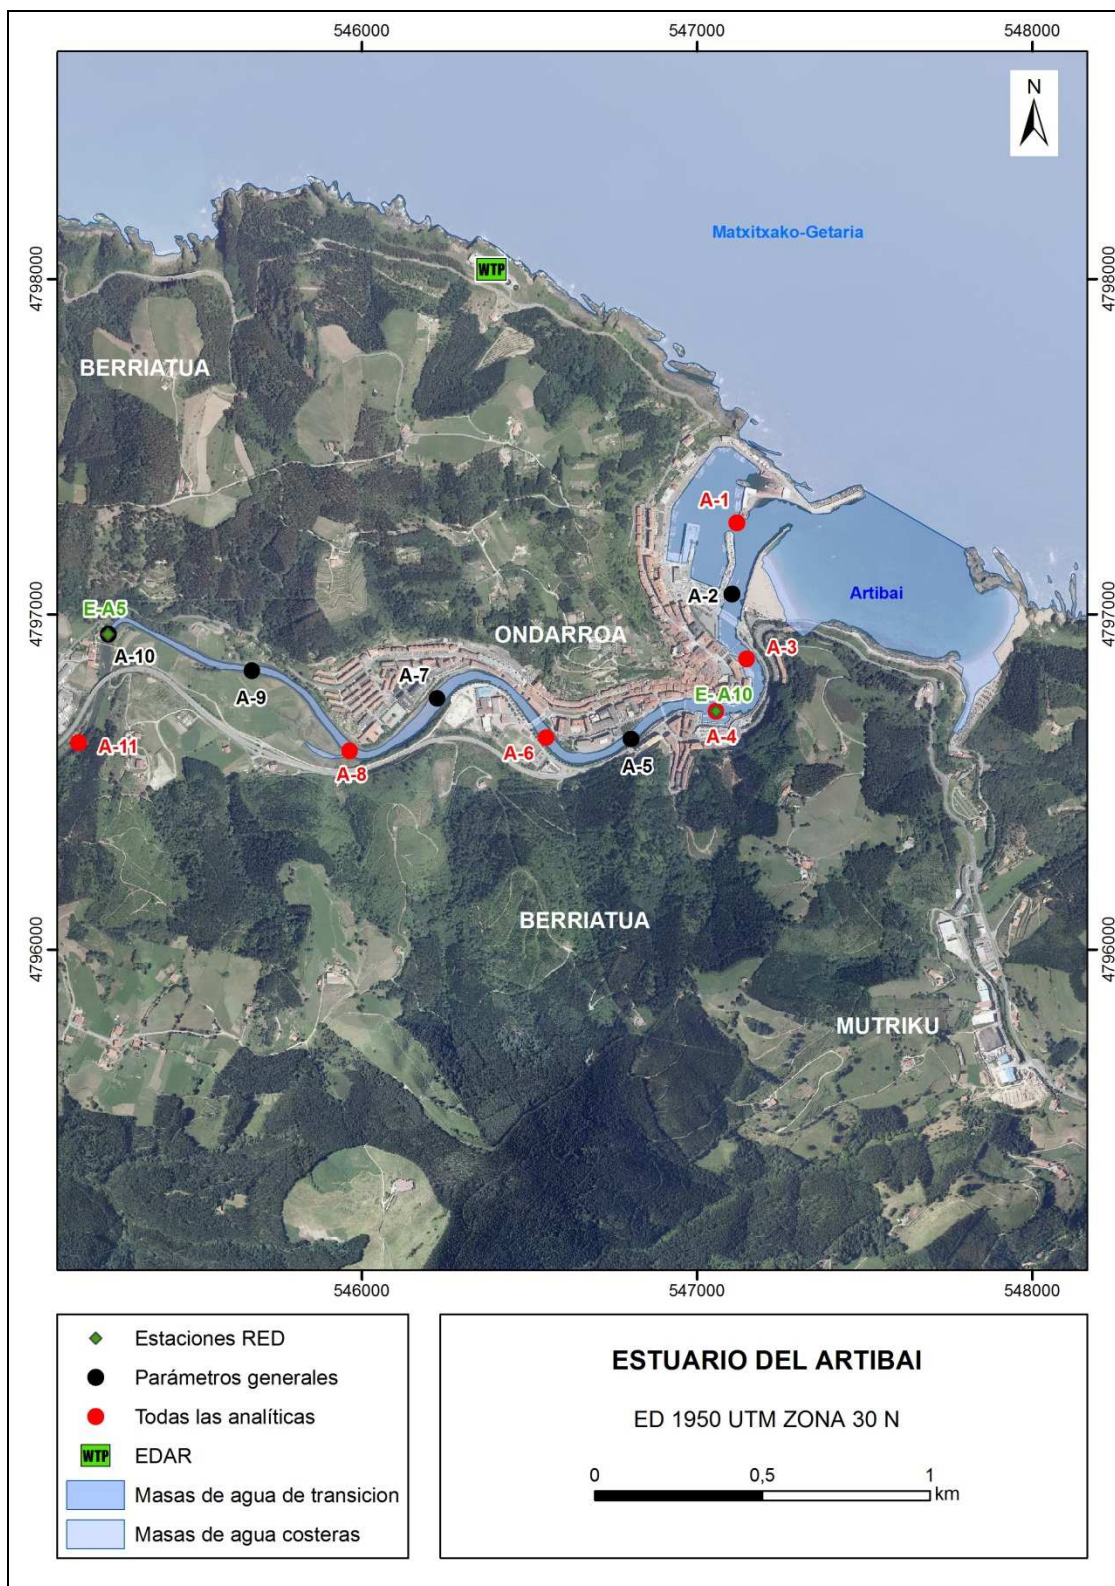 546000
547000
548000
N
Matxitxako-Getaria
4798000
4798000
WTP
BERRIATUA
A-1
A-2
Artibai
4797000
4797000
E-A5
A-10
ONDARROA
A-3
A-9
A-7
E- A10
A-4
A-11
A-8
A-6
A-5
BERRIATUA
4796000
4796000
MUTRIKU
546000
547000
548000
Estaciones RED
Parámetros generales
Todas las analíticas
WTP EDAR
Masas de agua de transicion
Masas de agua costeras
ESTUARIO DEL ARTIBAI
ED 1950 UTM ZONA 30 N
0 0,5 1
km